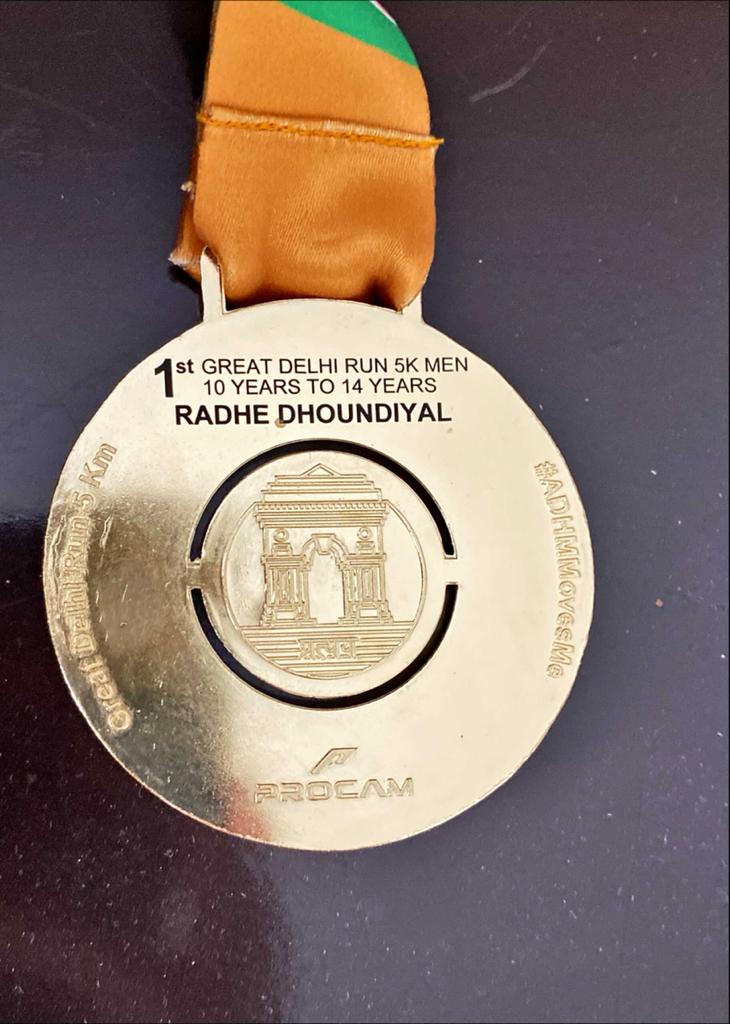 1st GREAT DELHI RUN 5K MEN
10 YEARS TO 14 YEARS
RADHE DHOUNDIYAL
Great Delhi Run 5 Km
#ADHMMovesMe
PROCAM